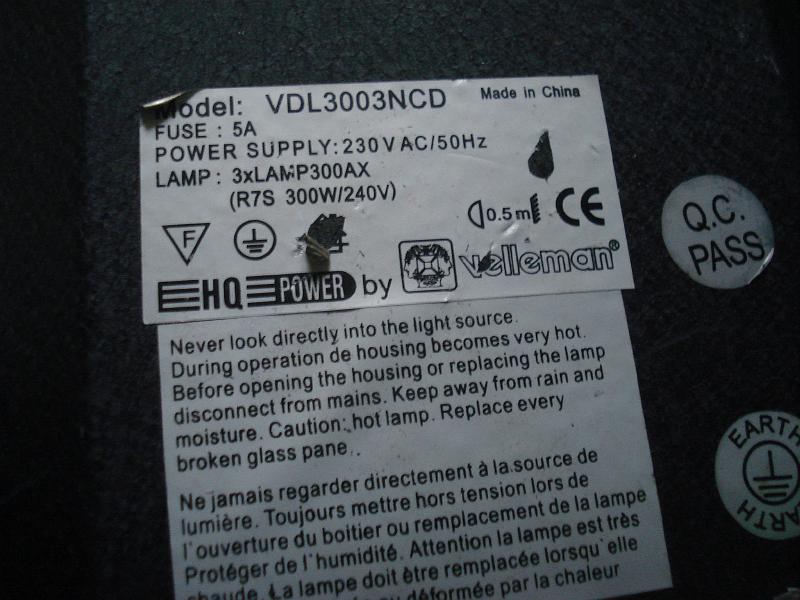 Model: VDL3003NCD
Made in China
FUSE : 5A
POWER SUPPLY: 230VAC/50Hz
LAMP : 3xLAMP300AX
(R7S 300W/240V)
F
0.5m
CE
HQ POWER by velleman®
Q.C.
PASS
Never look directly into the light source.
During operation de housing becomes very hot.
Before opening the housing or replacing the lamp
disconnect from mains. Keep away from rain and
moisture. Caution: hot lamp. Replace every
broken glass pane..
EARTH
EARTH
Ne jamais regarder directement à la source de
lumière. Toujours mettre hors tension lors de
l'ouverture du boitier ou remplacement de la lampe
Protéger de l'humidité. Attention la lampe est très
chaude. La lampe doit être remplacée lorsqu'elle
ou déformée par la chaleur